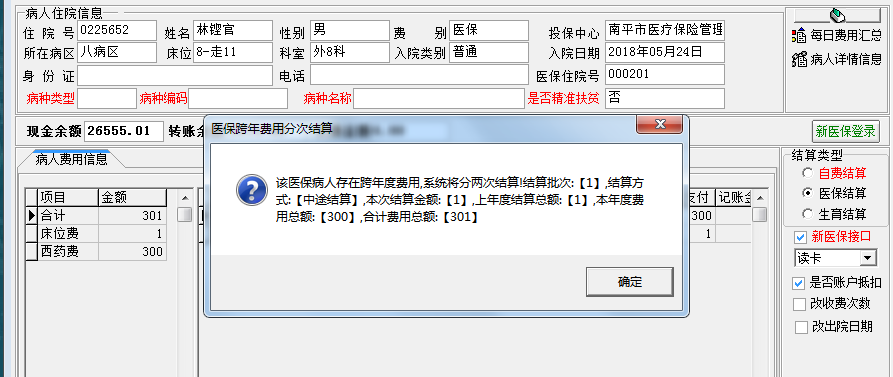 病人住院信息
住 院 号 0225652 姓名 林铿官 性别 男 费 别 医保 投保中心 南平市医疗保险管理
每日费用汇总
所在病区 八病区 床位 8-走11 科室 外8科 入院类别 普通 入院日期 2018年05月24日
病人详情信息
身 份 证 电话 医保住院号 000201
病种类型 病种编码 病种名称 是否精准扶贫 否
现金余额 26555.01 转账余
新医保登录
医保跨年费用分次结算
病人费用信息
项目 金额
合计 301
床位费 1
西药费 300
该医保病人存在跨年度费用,系统将分两次结算!结算批次:【1】,结算方
式:【中途结算】,本次结算金额:【1】,上年度结算总额:【1】,本年度费
用总额:【300】,合计费用总额:【301】
确定
支付 记账金
300
1
结算类型
自费结算
医保结算
生育结算
新医保接口
读卡
是否账户抵扣
改收费次数
改出院日期